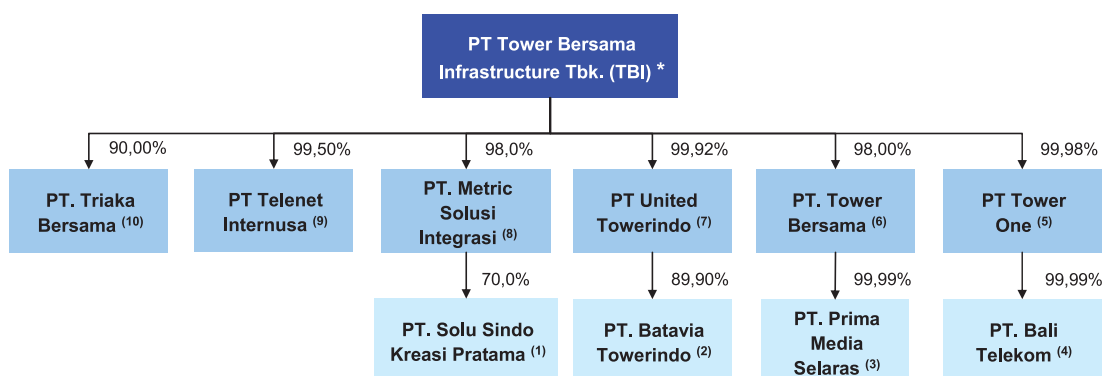 PT Tower Bersama
Infrastructure Tbk. (TBI) *
90,00%
99,50%
98,0%
99,92%
98,00%
99,98%
PT. Triaka
Bersama (10)
PT Telenet
Internusa (9)
PT. Metric
Solusi
Integrasi (8)
PT United
Towerindo (7)
PT. Tower
Bersama (6)
PT Tower
One (5)
70,0%
89,90%
99,99%
99,99%
PT. Solu Sindo
Kreasi Pratama (1)
PT. Batavia
Towerindo (2)
PT. Prima
Media
Selaras (3)
PT. Bali
Telekom (4)